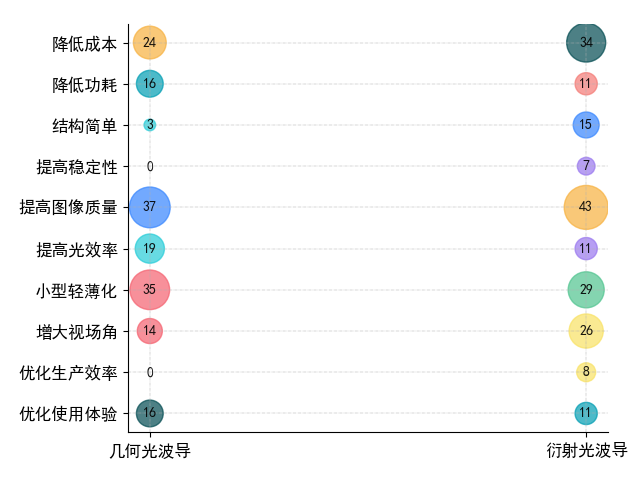 降低成本 24 34
降低功耗 16 11
结构简单 3 15
提高稳定性 0 7
提高图像质量 37 43
提高光效率 19 11
小型轻薄化 35 29
增大视场角 14 26
优化生产效率 0 8
优化使用体验 16 11
几何光波导 衍射光波导